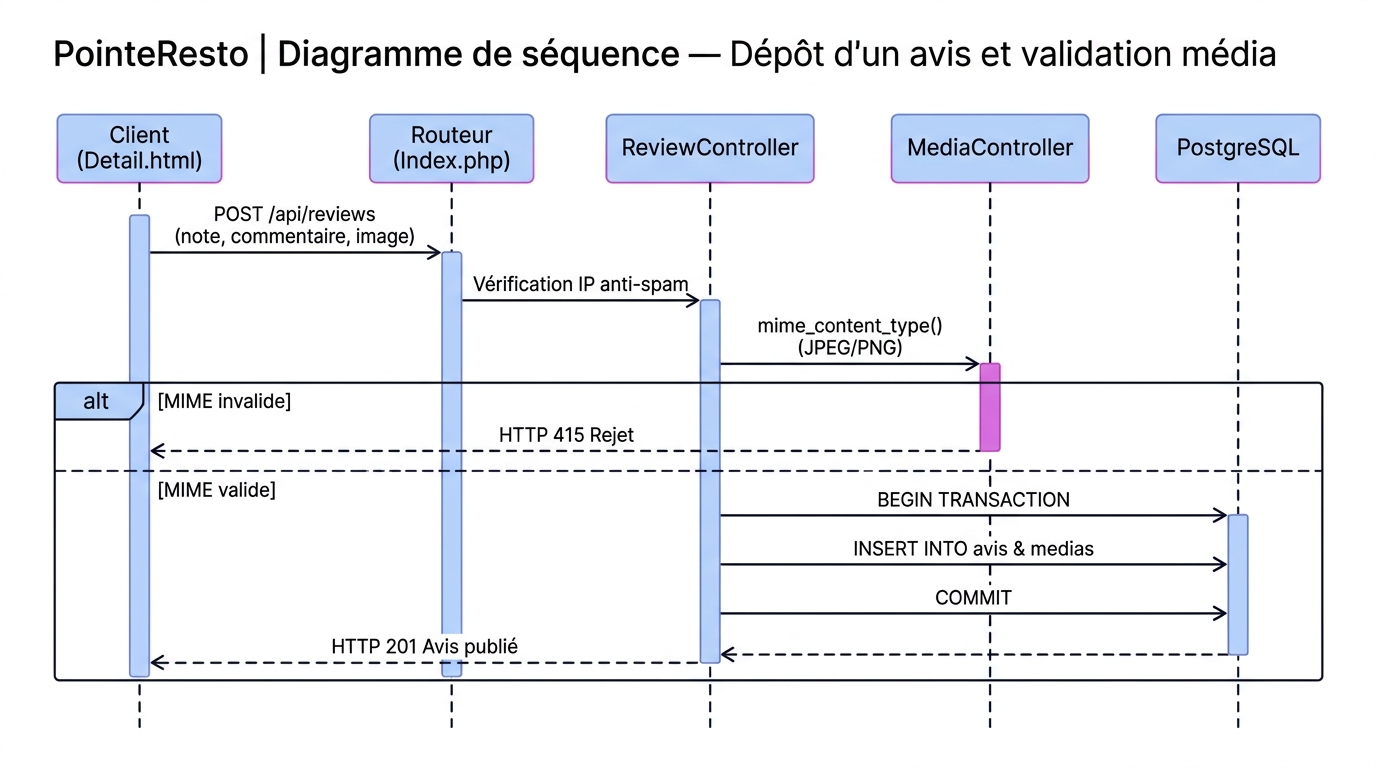 PointeResto | Diagramme de séquence — Dépôt d'un avis et validation média
Client
(Detail.html)
Routeur
(Index.php)
ReviewController
MediaController
PostgreSQL
POST /api/reviews
(note, commentaire, image)
Vérification IP anti-spam
mime_content_type()
(JPEG/PNG)
alt
[MIME invalide]
HTTP 415 Rejet
[MIME valide]
BEGIN TRANSACTION
INSERT INTO avis & medias
COMMIT
HTTP 201 Avis publié